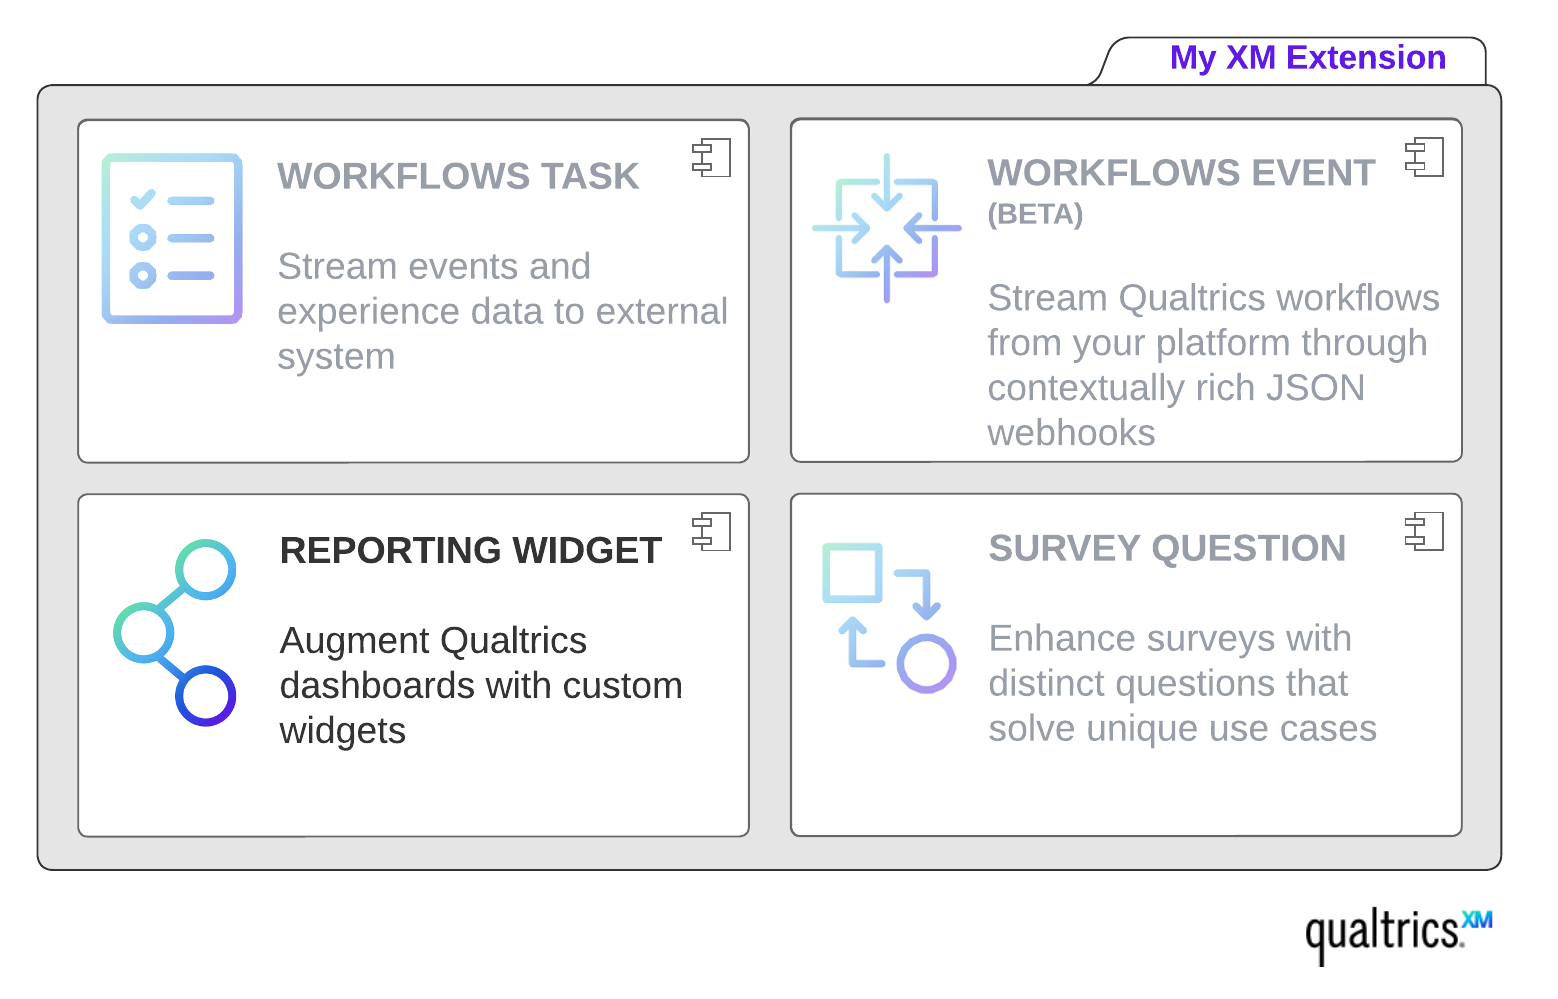 My XM Extension
WORKFLOWS TASK
Stream events and
experience data to external
system
WORKFLOWS EVENT
(BETA)
Stream Qualtrics workflows
from your platform through
contextually rich JSON
webhooks
REPORTING WIDGET
Augment Qualtrics
dashboards with custom
widgets
SURVEY QUESTION
Enhance surveys with
distinct questions that
solve unique use cases
qualtrics.XM